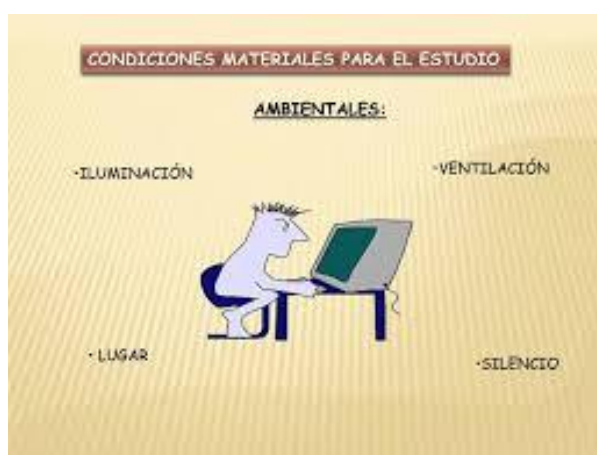 CONDICIONES MATERIALES PARA EL ESTUDIO
AMBIENTALES:
•ILUMINACIÓN
•VENTILACIÓN
• LUGAR
•SILENCIO